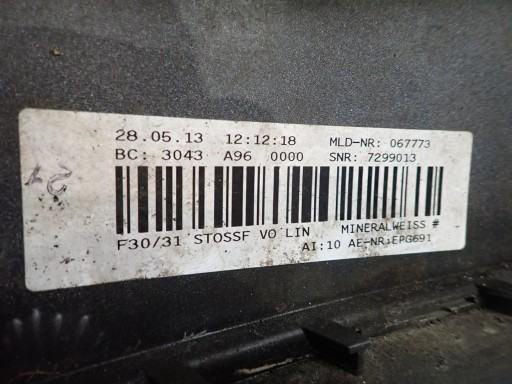 28.05.13 12:12:18 MLD-NR: 067773
BC: 3043 A96 0000 SNR: 7299013
F30/31 STOSSF VO LIN MINERALWEISS #
AI:10 AE-NR:EPG691